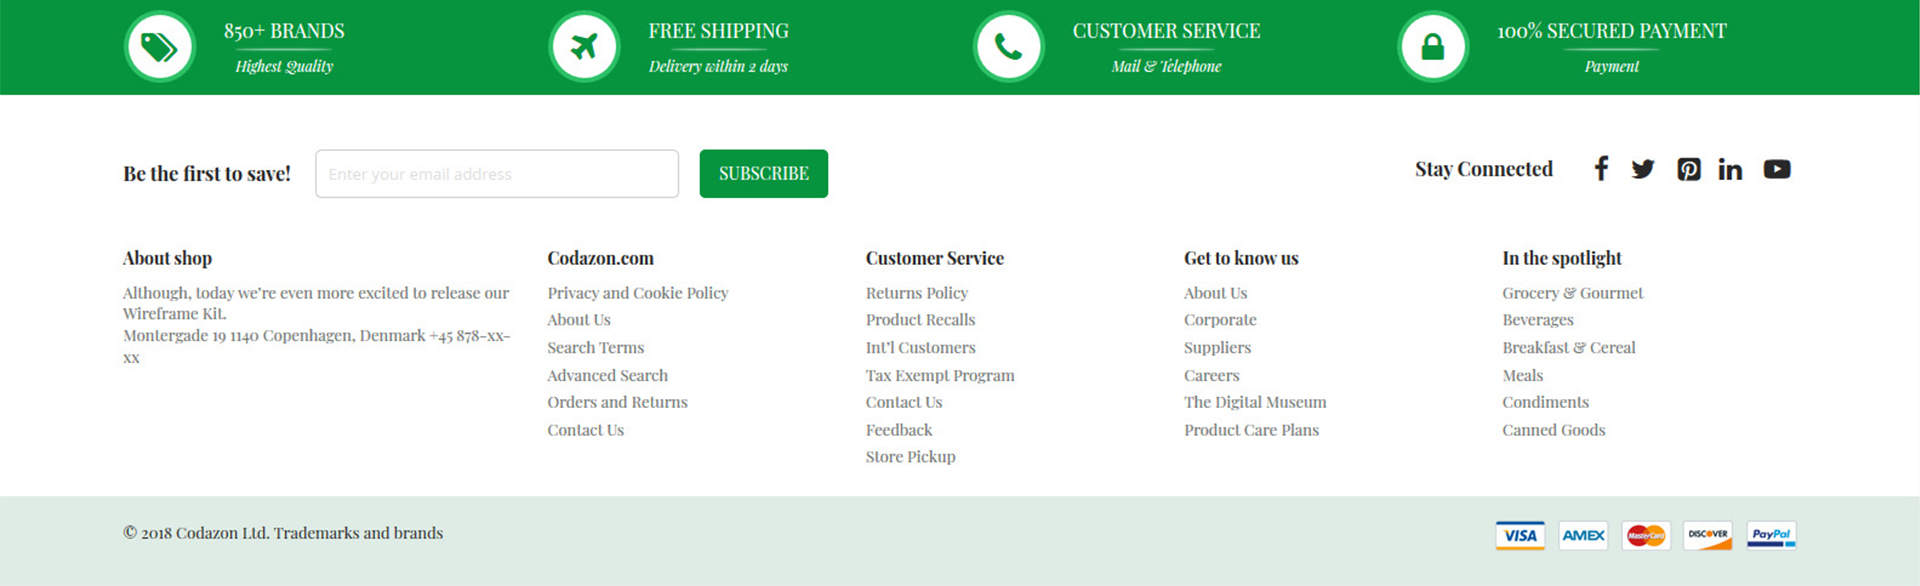 850+ BRANDS
Highest Quality
FREE SHIPPING
Delivery within 2 days
CUSTOMER SERVICE
Mail & Telephone
100% SECURED PAYMENT
Payment
Be the first to save!
Enter your email address
SUBSCRIBE
Stay Connected
About shop
Although, today we're even more excited to release our
Wireframe Kit.
Montergade 19 1140 Copenhagen, Denmark +45 878-xx-
xx
Codazon.com
Privacy and Cookie Policy
About Us
Search Terms
Advanced Search
Orders and Returns
Contact Us
Customer Service
Returns Policy
Product Recalls
Int'l Customers
Tax Exempt Program
Contact Us
Feedback
Store Pickup
Get to know us
About Us
Corporate
Suppliers
Careers
The Digital Museum
Product Care Plans
In the spotlight
Grocery & Gourmet
Beverages
Breakfast & Cereal
Meals
Condiments
Canned Goods
© 2018 Codazon Ltd. Trademarks and brands
VISA
AMEX
MasterCard
DISCOVER
PayPal